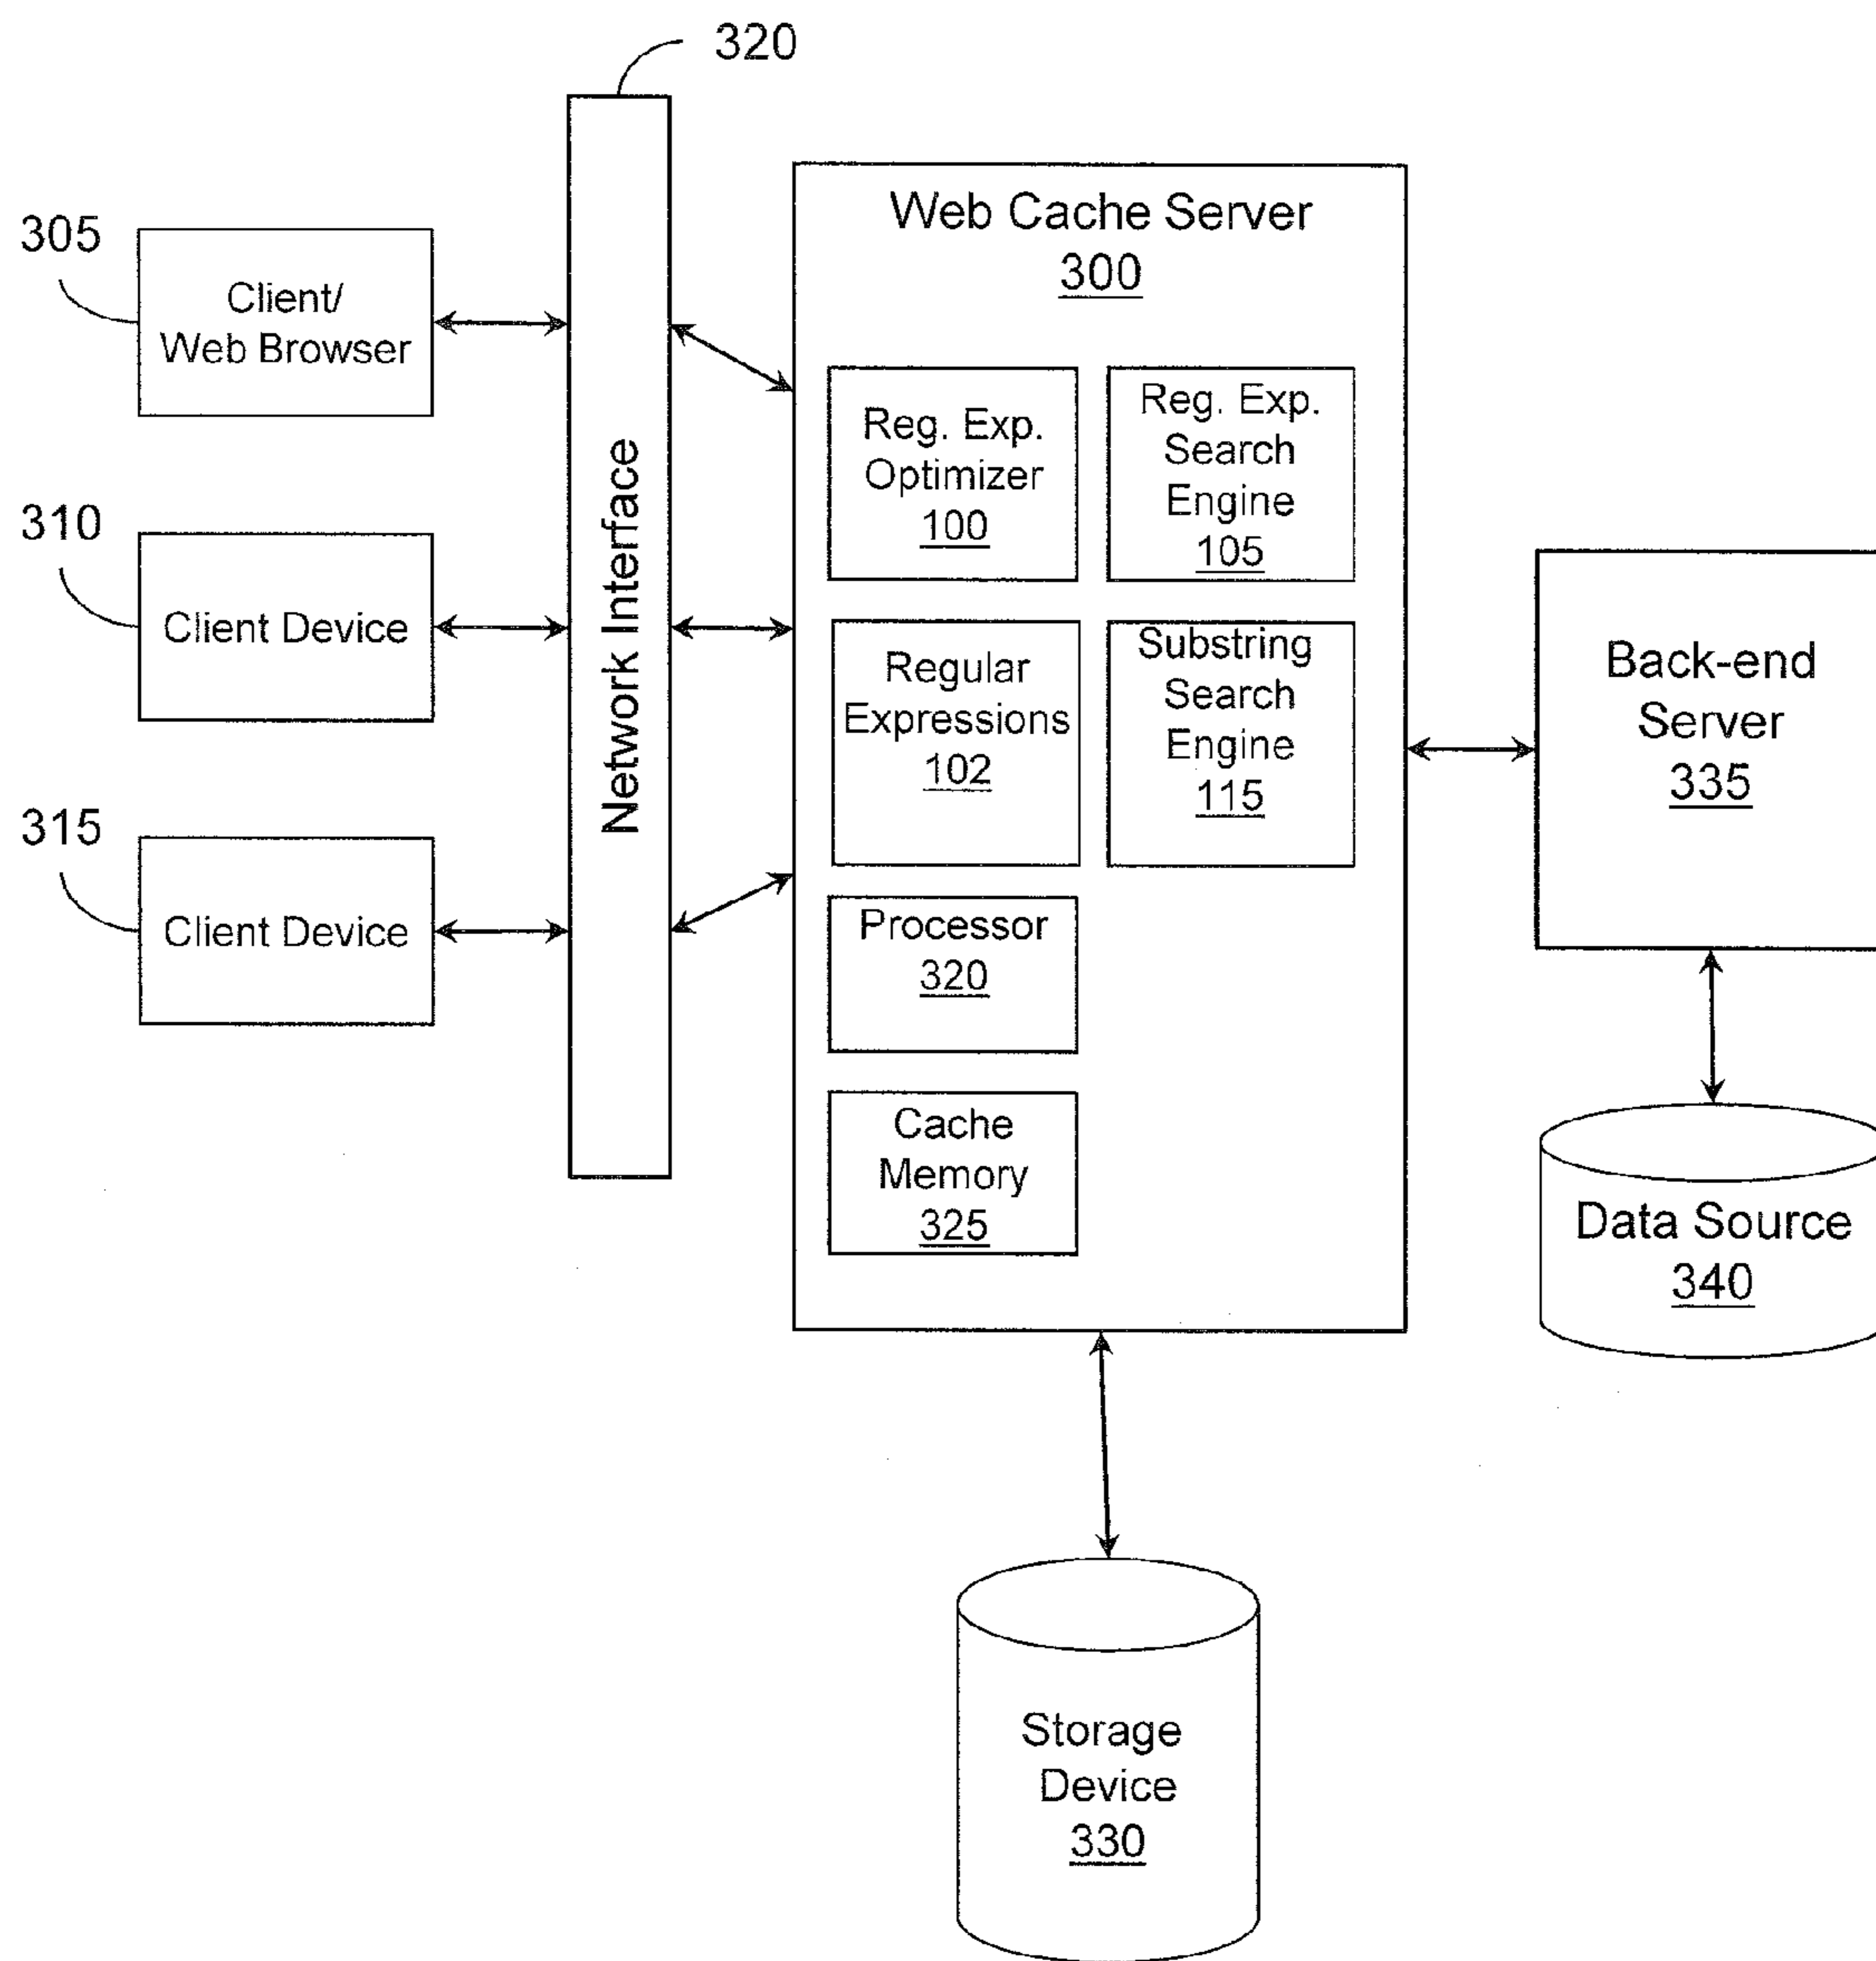 320
Web Cache Server
300
305
Client/
Web Browser
310
Client Device
315
Client Device
Network Interface
Reg. Exp.
Optimizer
100
Reg. Exp.
Search
Engine
105
Regular
Expressions
102
Substring
Search
Engine
115
Processor
320
Cache
Memory
325
Back-end
Server
335
Data Source
340
Storage
Device
330